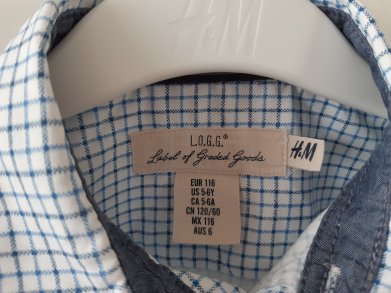 H&M
L.O.G.G.®
Label of Graded Goods
H&M
EUR 116
US 5-6Y
CA 5-6A
CN 120/60
MX 116
AUS 6